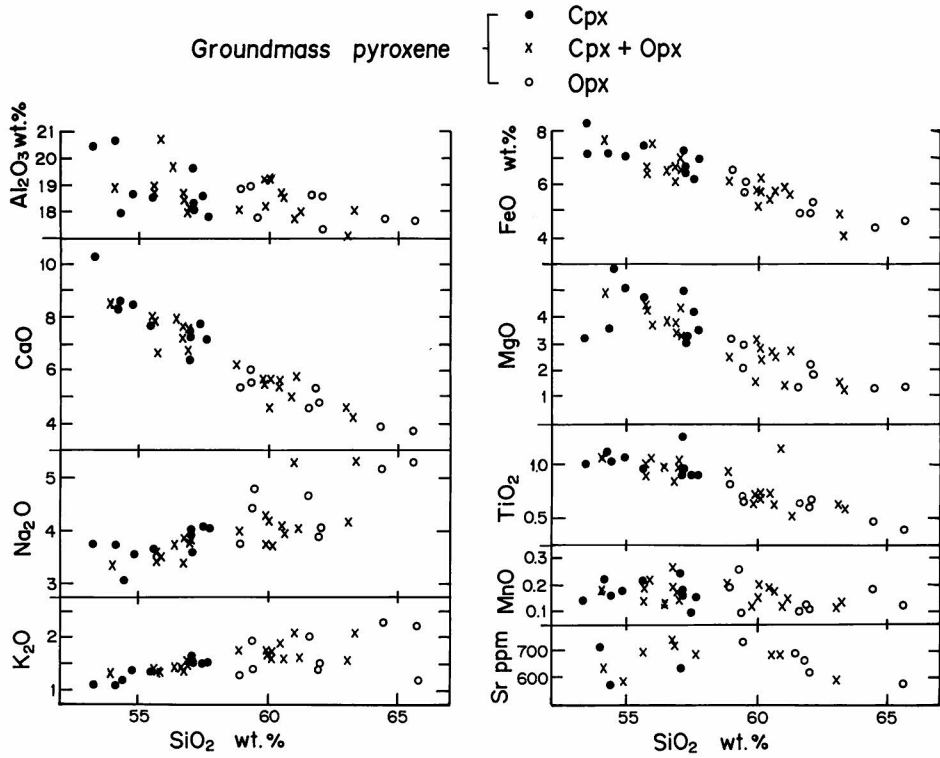 Groundmass pyroxene
● Cpx
x Cpx + Opx
○ Opx
Al₂O₃ wt.%
21
20
19
18
CaO
10
8
6
4
Na₂O
5
4
3
K₂O
2
1
55 60 65
SiO₂ wt.%
FeO wt.%
8
6
4
MgO
4
3
2
1
TiO₂
1.0
0.5
MnO
0.3
0.2
0.1
Sr ppm
700
600
55 60 65
SiO₂ wt.%